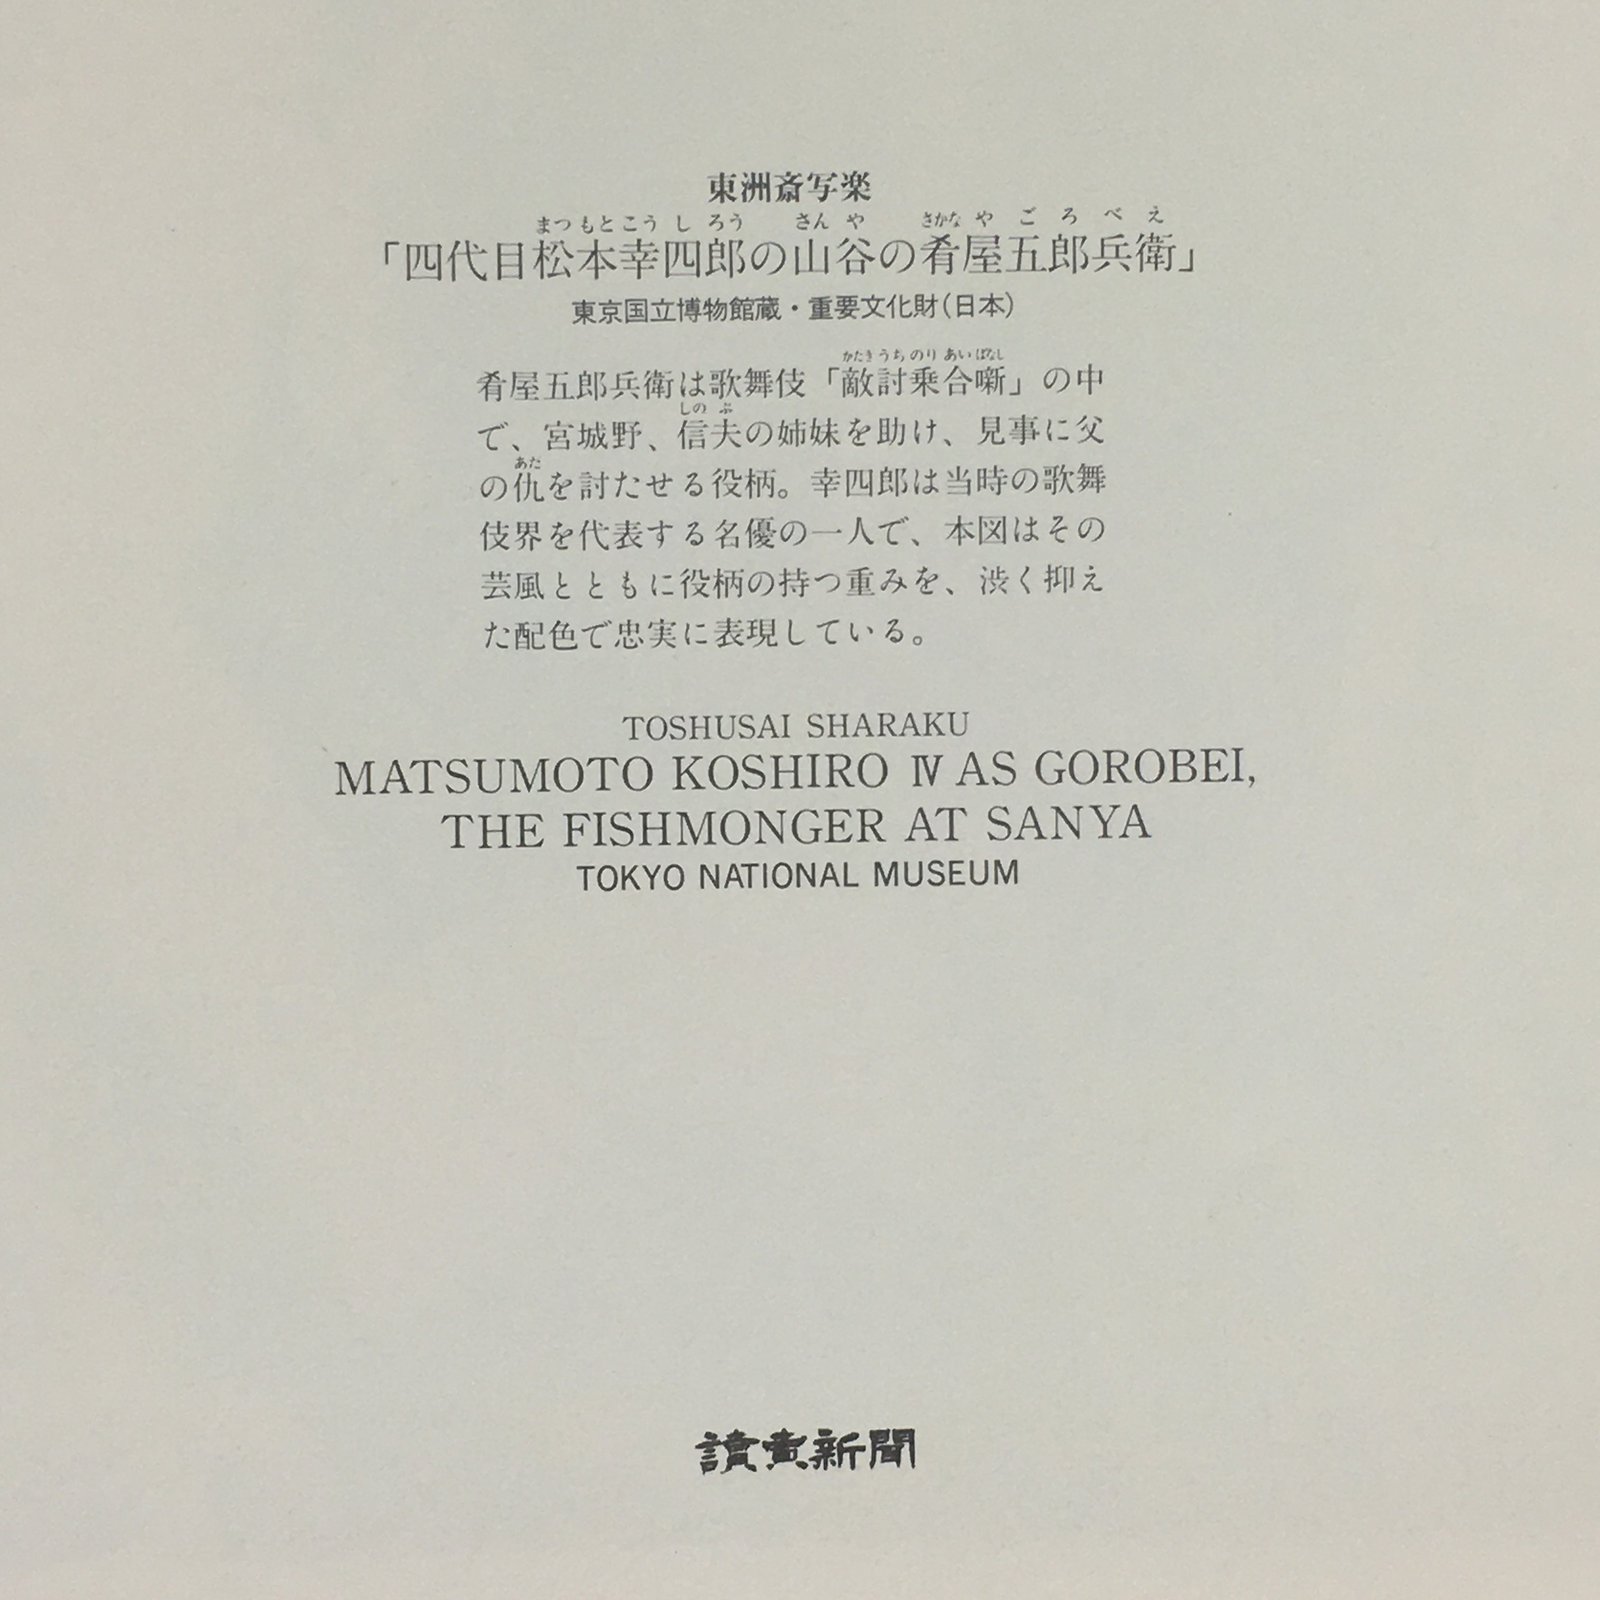 東洲斎写楽
まつもとこうしろう さんや さかなやごろべえ
「四代目松本幸四郎の山谷の肴屋五郎兵衛」
東京国立博物館蔵・重要文化財(日本)
かたきうちのりあいばなし
肴屋五郎兵衛は歌舞伎「敵討乗合噺」の中
しのぶ
で、宮城野、信夫の姉妹を助け、見事に父
あた
の仇を討たせる役柄。幸四郎は当時の歌舞
伎界を代表する名優の一人で、本図はその
芸風とともに役柄の持つ重みを、渋く抑え
た配色で忠実に表現している。
TOSHUSAI SHARAKU
MATSUMOTO KOSHIRO Ⅳ AS GOROBEI,
THE FISHMONGER AT SANYA
TOKYO NATIONAL MUSEUM
讀賣新聞